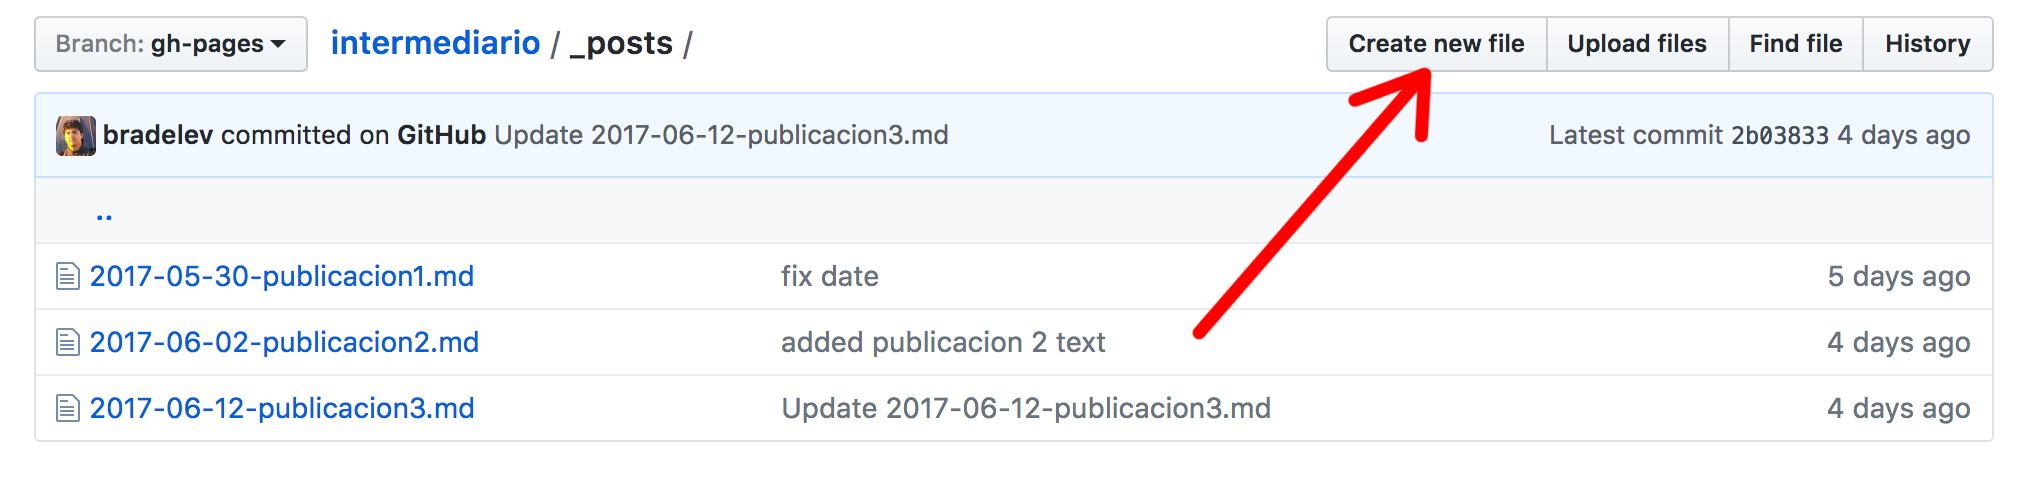 Branch: gh-pages intermediario / _posts / Create new file Upload files Find file History
bradelev committed on GitHub Update 2017-06-12-publicacion3.md Latest commit 2b03833 4 days ago
..
2017-05-30-publicacion1.md fix date 5 days ago
2017-06-02-publicacion2.md added publicacion 2 text 4 days ago
2017-06-12-publicacion3.md Update 2017-06-12-publicacion3.md 4 days ago